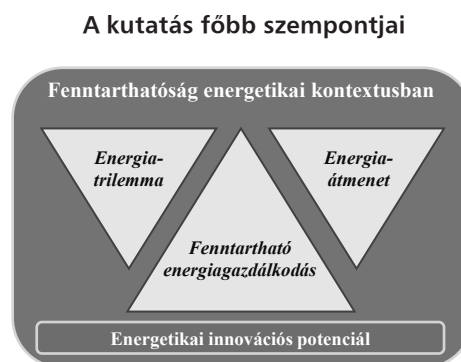 A kutatás főbb szempontjai
Fenntarthatóság energetikai kontextusban
Energia-
trilemma
Energia-
átmenet
Fenntartható
energiagazdálkodás
Energetikai innovációs potenciál